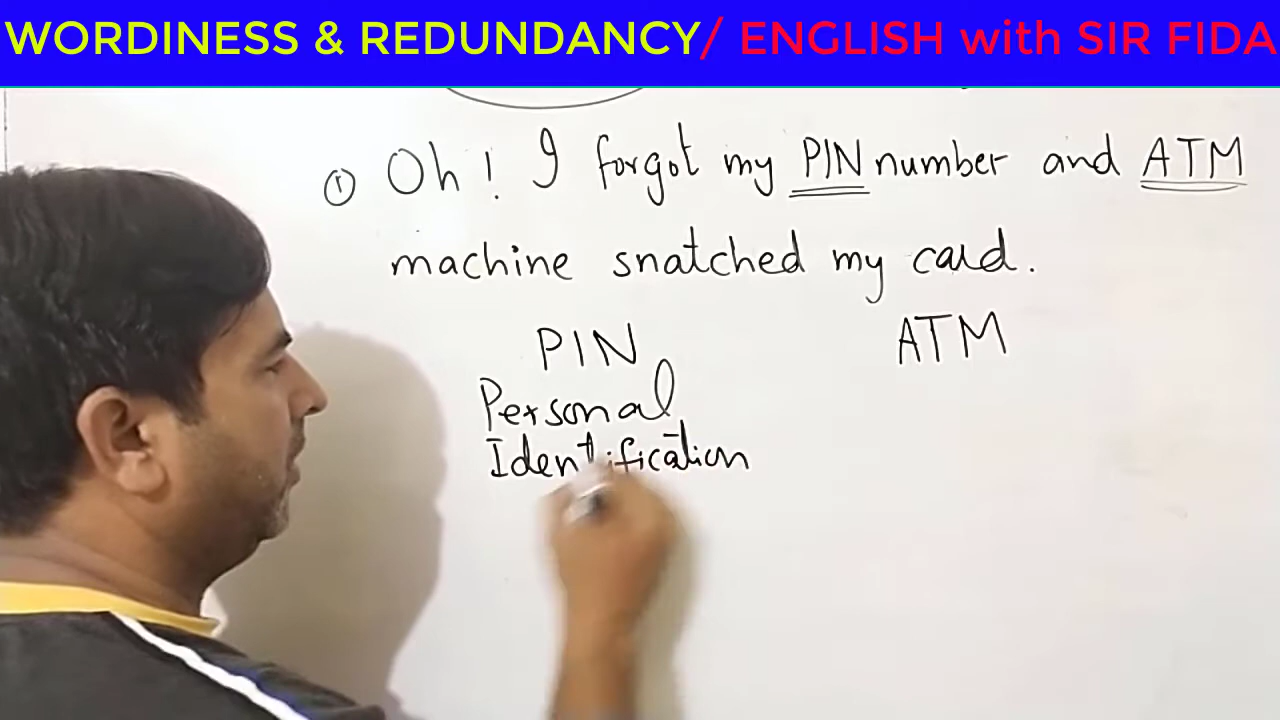 WORDINESS & REDUNDANCY/ ENGLISH with SIR FIDA
① Oh! I forgot my PIN number and ATM
machine snatched my card.
PIN ATM
Personal
Identification